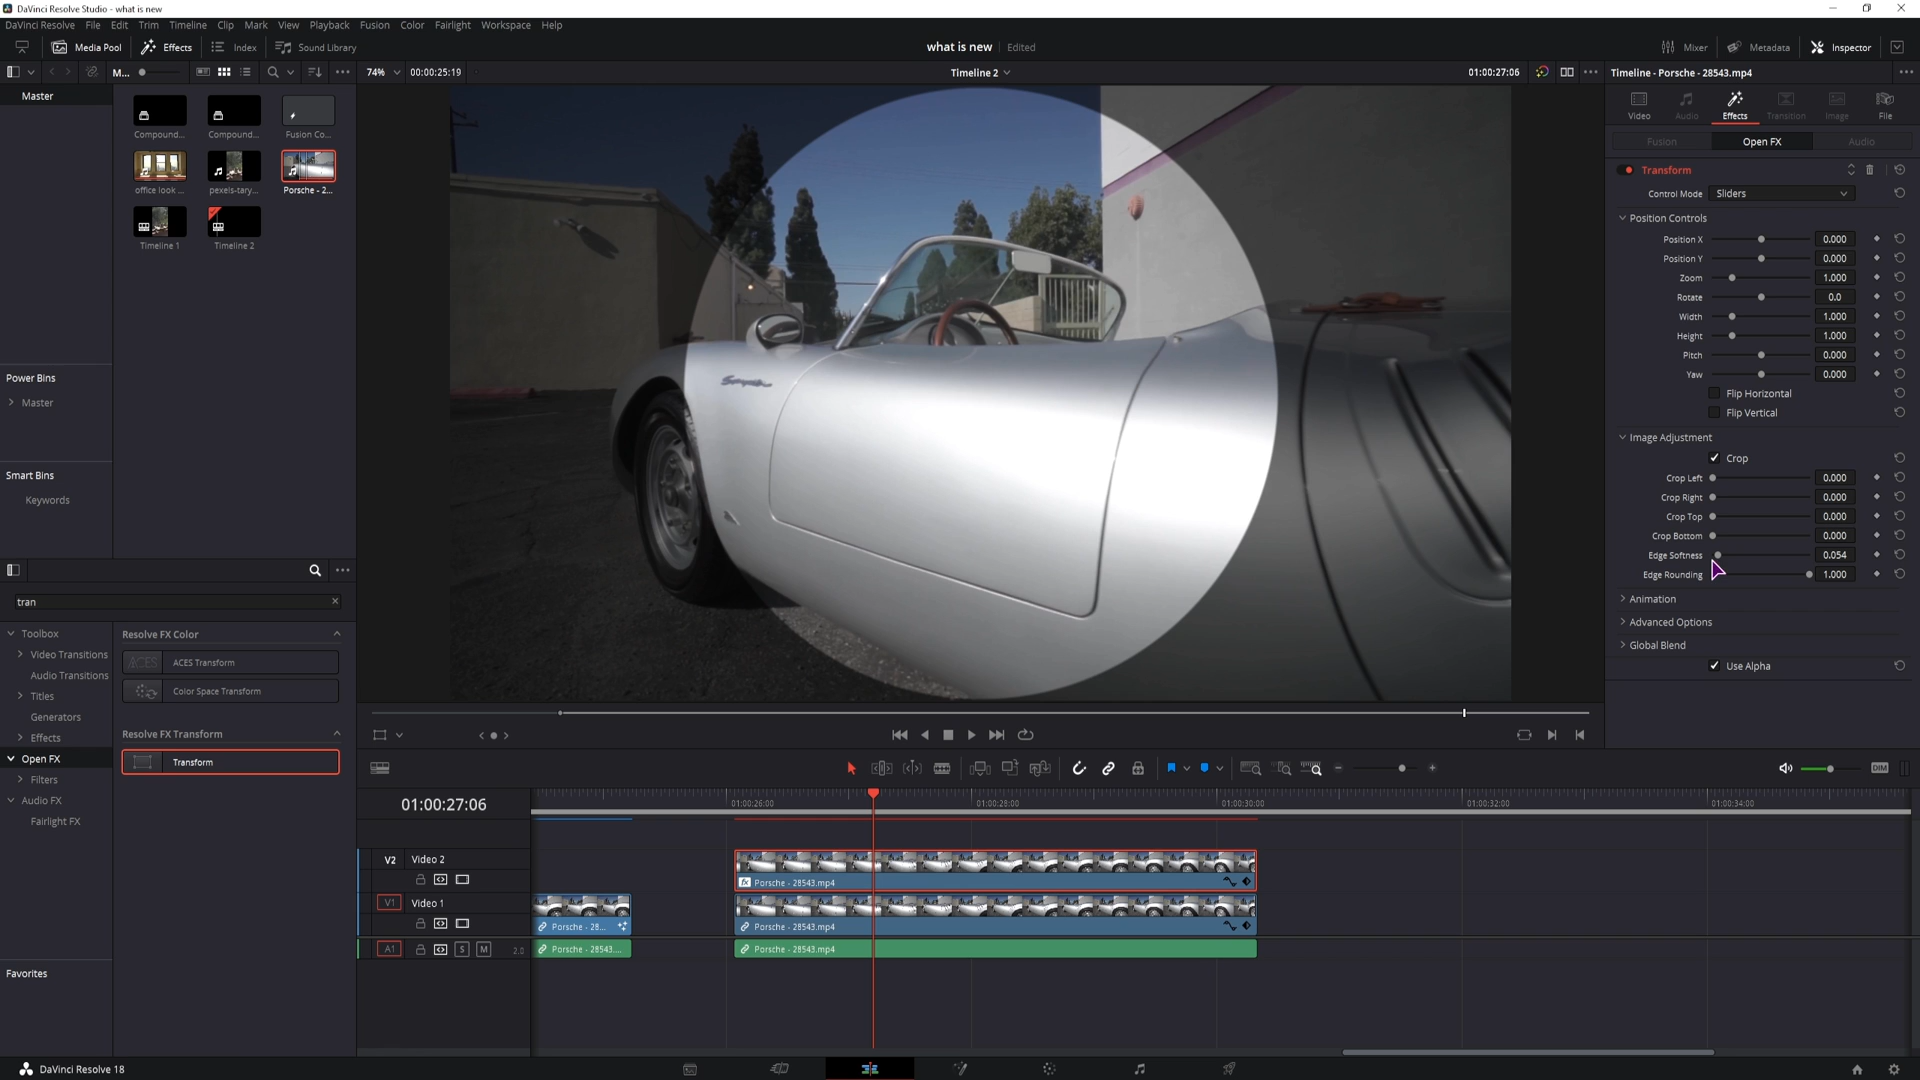 DaVinci Resolve Studio - what is new
DaVinci Resolve File Edit Trim Timeline Clip Mark View Playback Fusion Color Fairlight Workspace Help
Media Pool Effects Index Sound Library
what is new Edited
Mixer Metadata Inspector
M... 74% 00:00:25:19 Timeline 2 01:00:27:06
Timeline - Porsche - 28543.mp4
Master
Compound... Compound... Fusion Co...
office look ... pexels-tary... Porsche - 2...
Timeline 1 Timeline 2
Power Bins
Master
Smart Bins
Keywords
Video Audio Effects Transition Image File
Fusion Open FX Audio
Transform
Control Mode Sliders
Position Controls
Position X 0.000
Position Y 0.000
Zoom 1.000
Rotate 0.0
Width 1.000
Height 1.000
Pitch 0.000
Yaw 0.000
Flip Horizontal
Flip Vertical
Image Adjustment
Crop
Crop Left 0.000
Crop Right 0.000
Crop Top 0.000
Crop Bottom 0.000
Edge Softness 0.054
Edge Rounding 1.000
Animation
Advanced Options
Global Blend
Use Alpha
Spyder
tran
Toolbox
Video Transitions
Audio Transitions
Titles
Generators
Effects
Open FX
Filters
Audio FX
Fairlight FX
Favorites
Resolve FX Color
ACES ACES Transform
Color Space Transform
Resolve FX Transform
Transform
DIM
01:00:27:06
01:00:26:00 01:00:28:00 01:00:30:00 01:00:32:00 01:00:34:00
V2 Video 2
fx Porsche - 28543.mp4
V1 Video 1
Porsche - 28... Porsche - 28543.mp4
A1 S M 2.0 Porsche - 28543.... Porsche - 28543.mp4
DaVinci Resolve 18